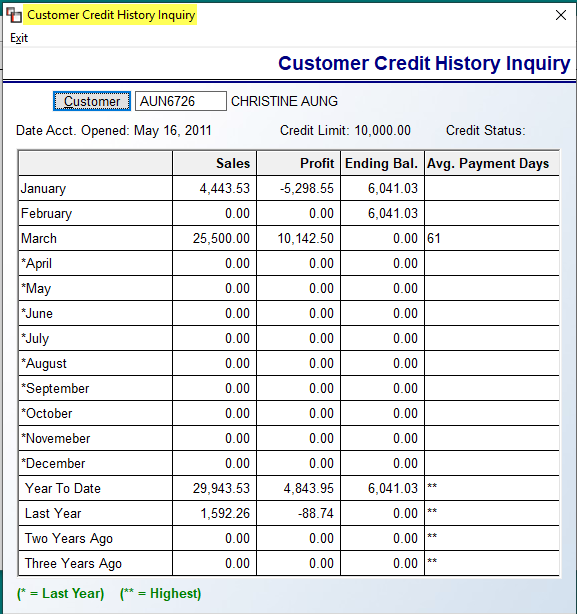 Customer Credit History Inquiry
Exit
Customer Credit History Inquiry
Customer AUN6726 CHRISTINE AUNG
Date Acct. Opened: May 16, 2011 Credit Limit: 10,000.00 Credit Status:
Sales Profit Ending Bal. Avg. Payment Days
January 4,443.53 -5,298.55 6,041.03
February 0.00 0.00 6,041.03
March 25,500.00 10,142.50 0.00 61
*April 0.00 0.00 0.00
*May 0.00 0.00 0.00
*June 0.00 0.00 0.00
*July 0.00 0.00 0.00
*August 0.00 0.00 0.00
*September 0.00 0.00 0.00
*October 0.00 0.00 0.00
*Novemeber 0.00 0.00 0.00
*December 0.00 0.00 0.00
Year To Date 29,943.53 4,843.95 6,041.03 **
Last Year 1,592.26 -88.74 0.00 **
Two Years Ago 0.00 0.00 0.00 **
Three Years Ago 0.00 0.00 0.00 **
(* = Last Year) (** = Highest)